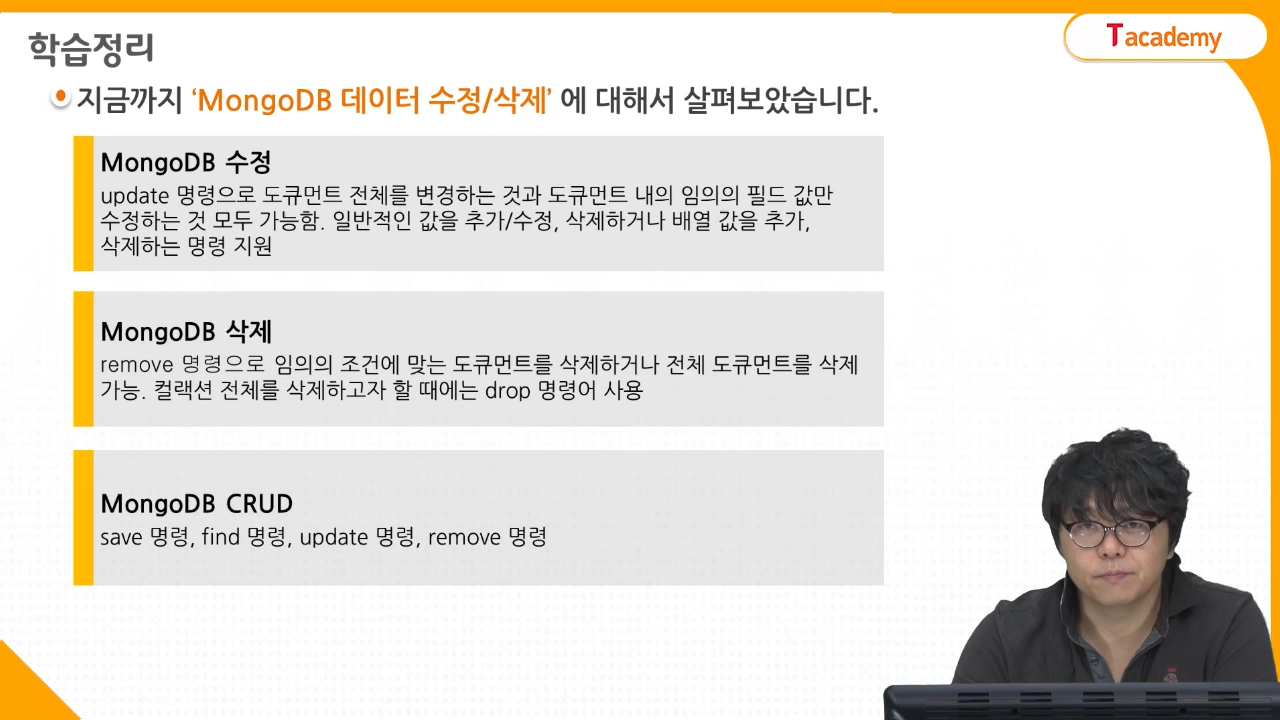 학습정리
T academy
지금까지 ‘MongoDB 데이터 수정/삭제’ 에 대해서 살펴보았습니다.
MongoDB 수정
update 명령으로 도큐먼트 전체를 변경하는 것과 도큐먼트 내의 임의의 필드 값만
수정하는 것 모두 가능함. 일반적인 값을 추가/수정, 삭제하거나 배열 값을 추가,
삭제하는 명령 지원
MongoDB 삭제
remove 명령으로 임의의 조건에 맞는 도큐먼트를 삭제하거나 전체 도큐먼트를 삭제
가능. 컬랙션 전체를 삭제하고자 할 때에는 drop 명령어 사용
MongoDB CRUD
save 명령, find 명령, update 명령, remove 명령